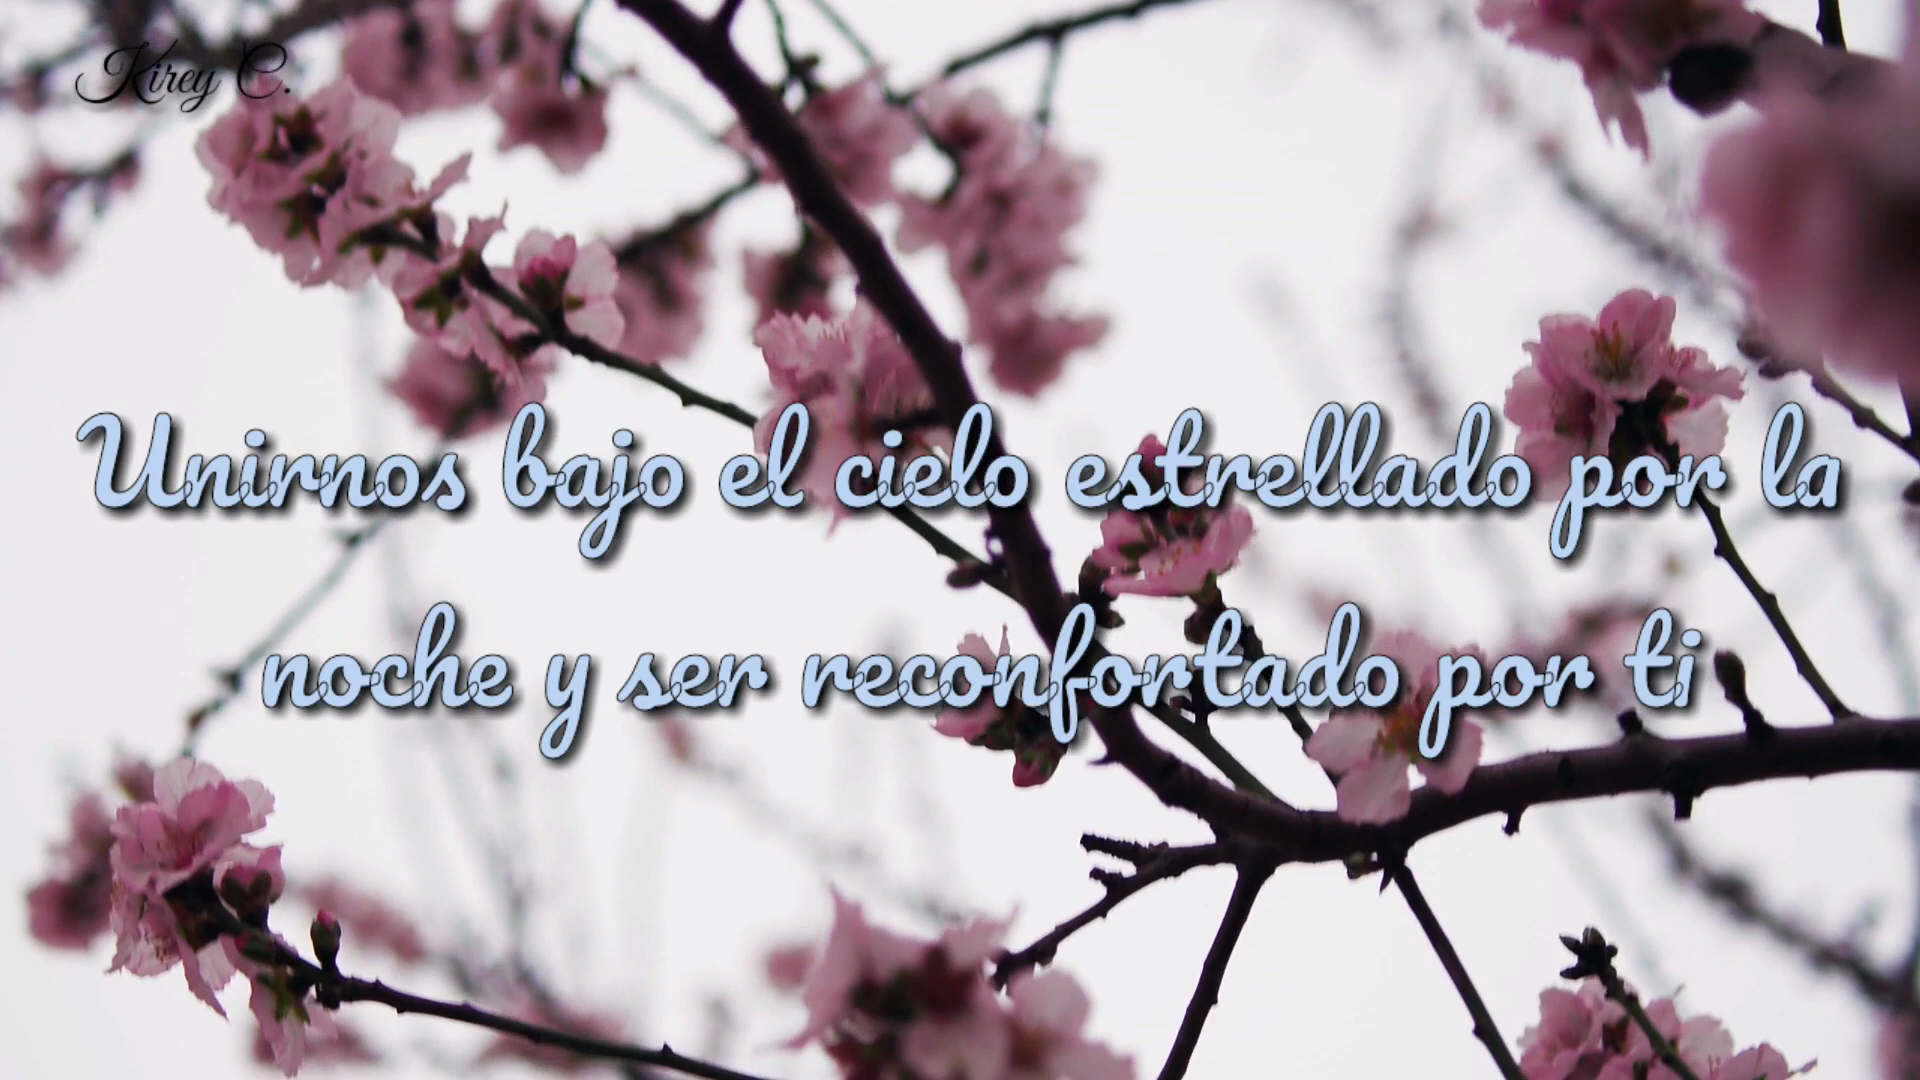 Kirey C.
Unirnos bajo el cielo estrellado por la
noche y ser reconfortado por ti